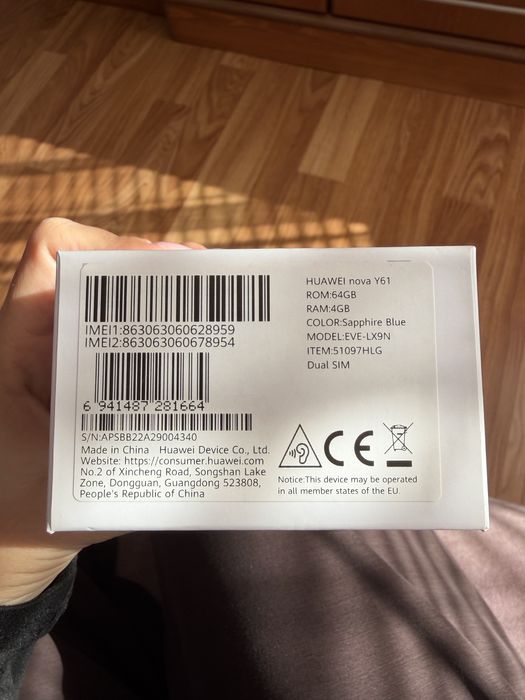 IMEI1:863063060628959
IMEI2:863063060678954
6 941487 281664
S/N:APSBB22A29004340
Made in China Huawei Device Co., Ltd.
Website: https://consumer.huawei.com
No.2 of Xincheng Road, Songshan Lake
Zone, Dongguan, Guangdong 523808,
People's Republic of China
HUAWEI nova Y61
ROM:64GB
RAM:4GB
COLOR:Sapphire Blue
MODEL:EVE-LX9N
ITEM:51097HLG
Dual SIM
CE
Notice:This device may be operated
in all member states of the EU.